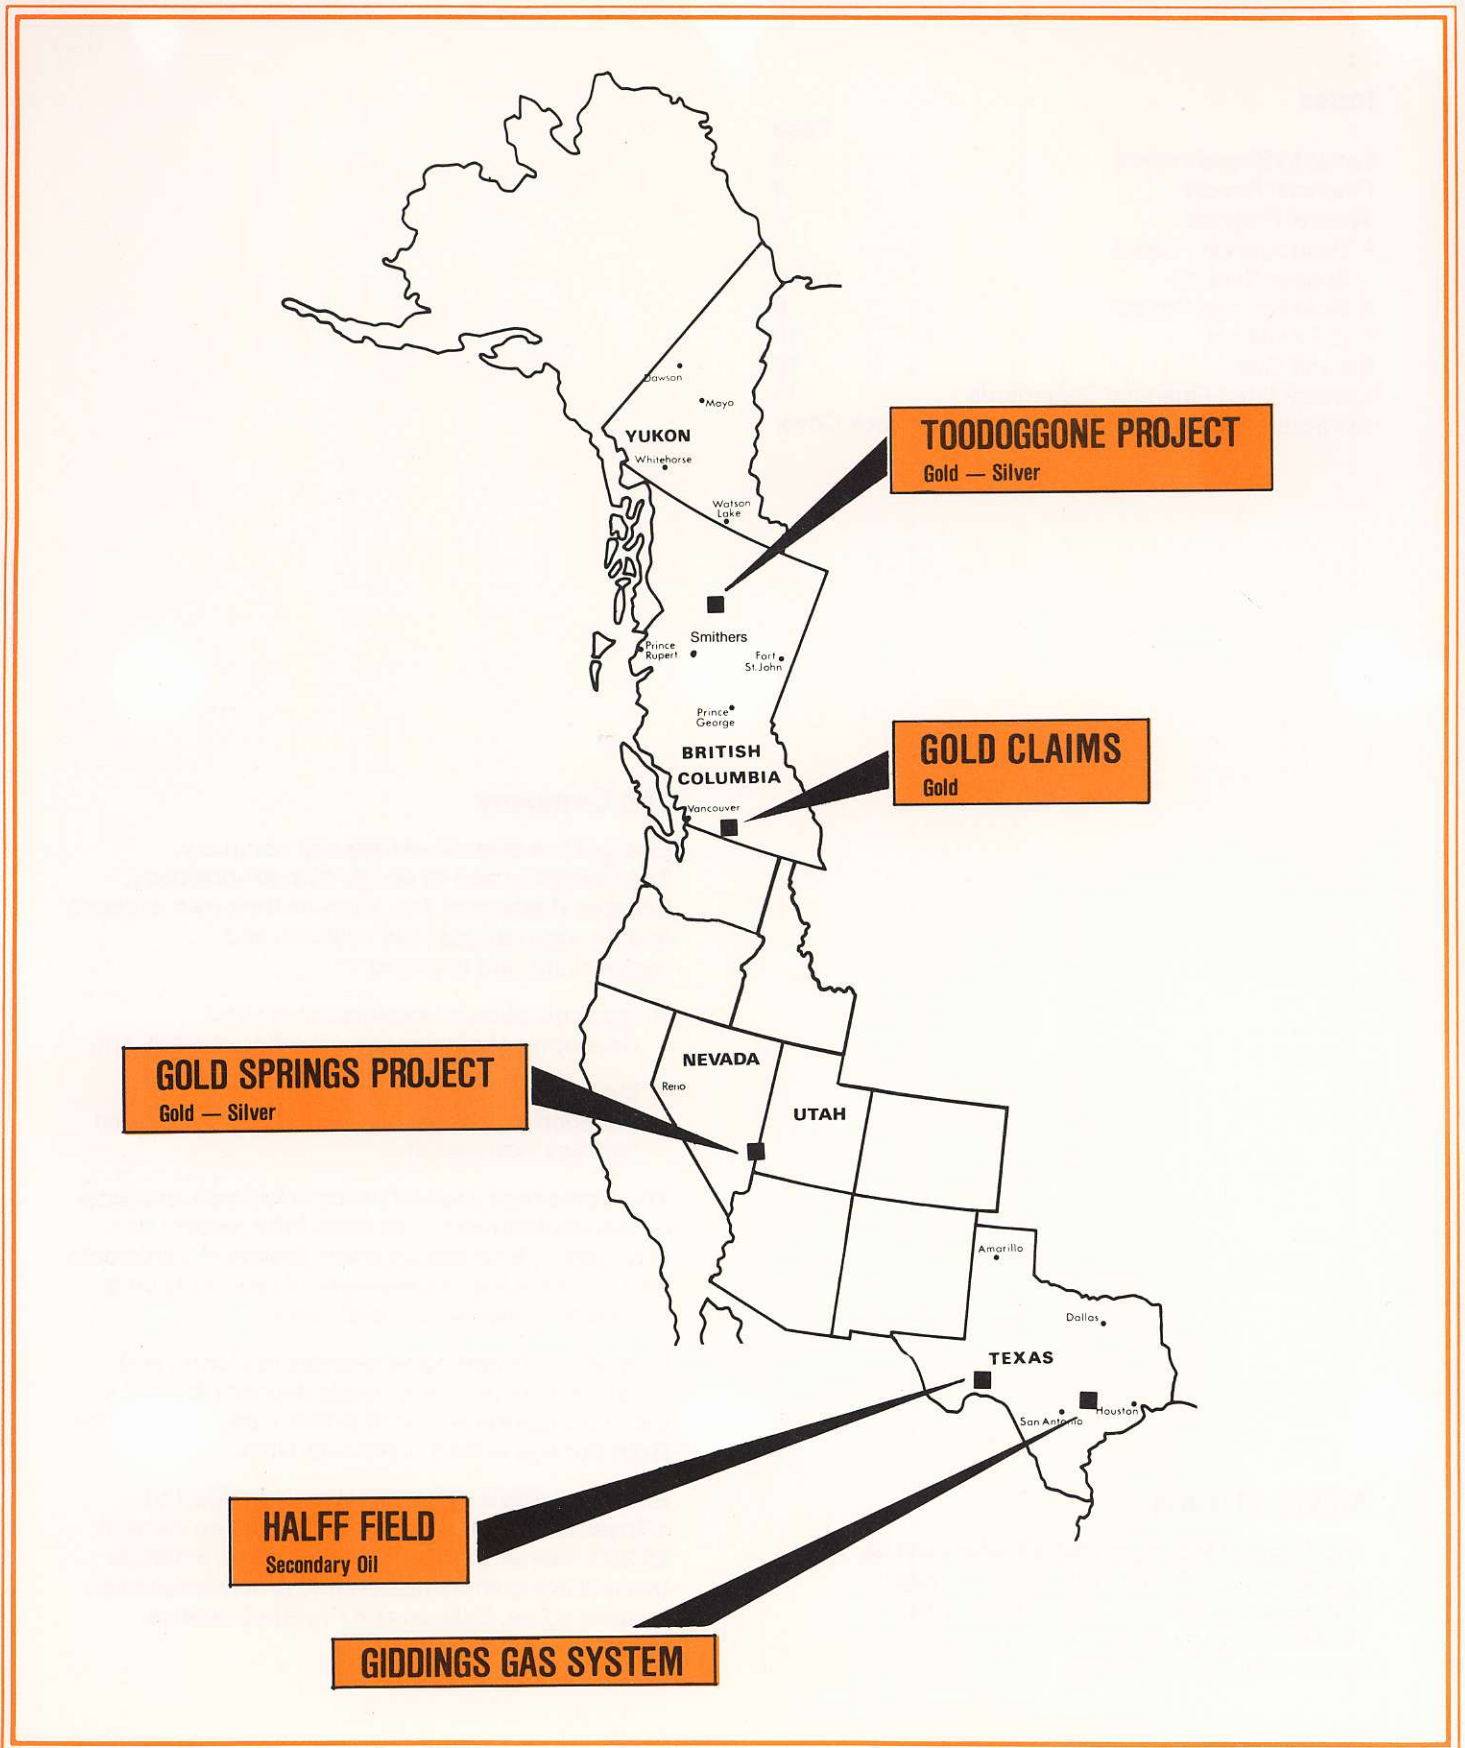 Dawson
Mayo
YUKON
Whitehorse
Watson
Lake
TOODOGGONE PROJECT
Gold — Silver
Smithers
Prince
Rupert
Fort
St. John
Prince
George
BRITISH
COLUMBIA
Vancouver
GOLD CLAIMS
Gold
GOLD SPRINGS PROJECT
Gold — Silver
NEVADA
Reno
UTAH
Amarillo
Dallas
TEXAS
Houston
San Antonio
HALFF FIELD
Secondary Oil
GIDDINGS GAS SYSTEM